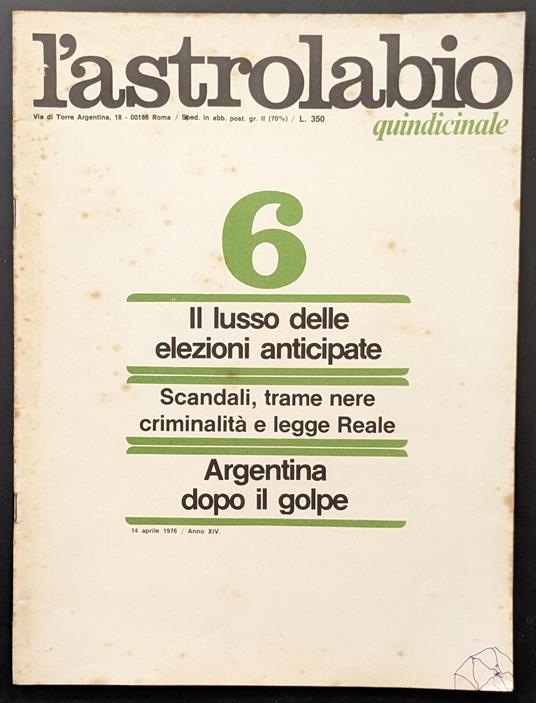 l'astrolabio
Via di Torre Argentina, 18 - 00186 Roma / Sped. in abb. post. gr. II (70%) / L. 350
quindicinale
6
Il lusso delle
elezioni anticipate
Scandali, trame nere
criminalità e legge Reale
Argentina
dopo il golpe
14 aprile 1976 / Anno XIV.